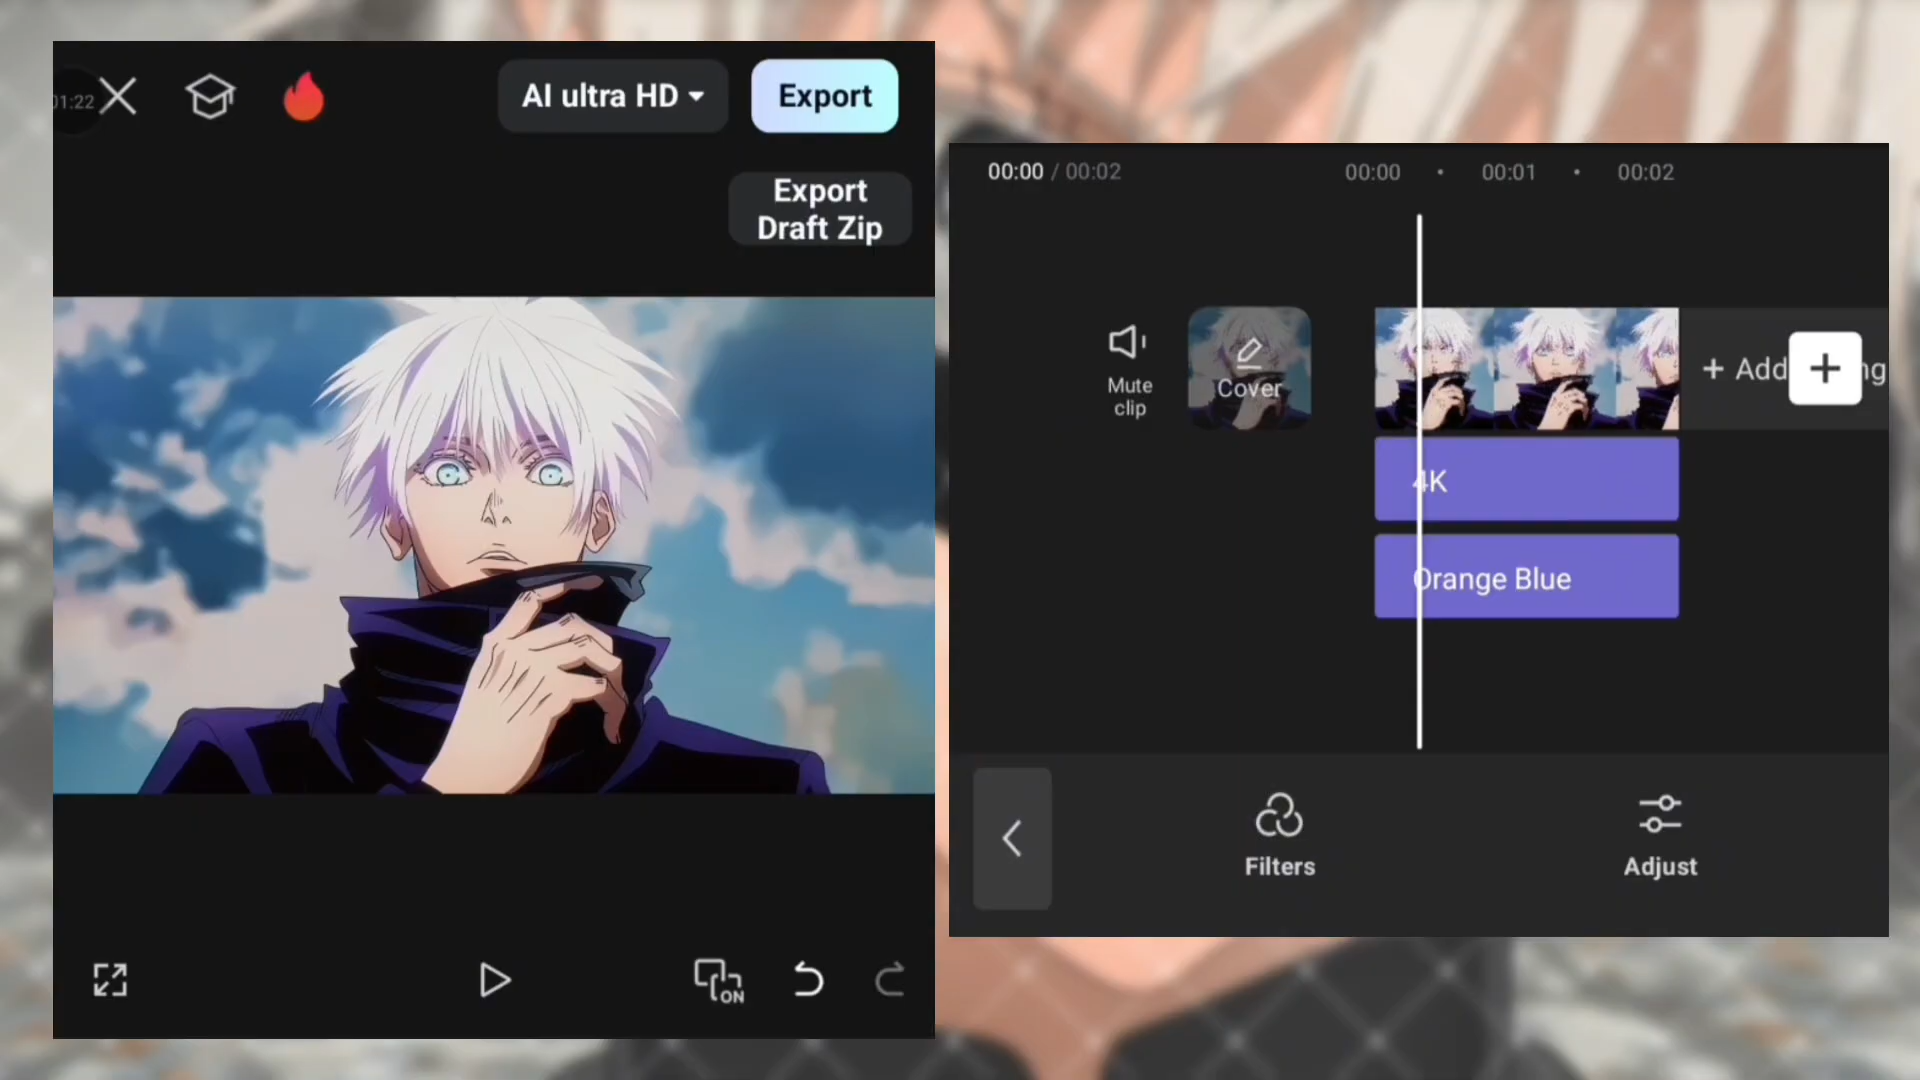 01:22
AI ultra HD
Export
Export
Draft Zip
ON
00:00 / 00:02
00:00
00:01
00:02
Mute
clip
Cover
+ Add
ng
4K
Orange Blue
Filters
Adjust